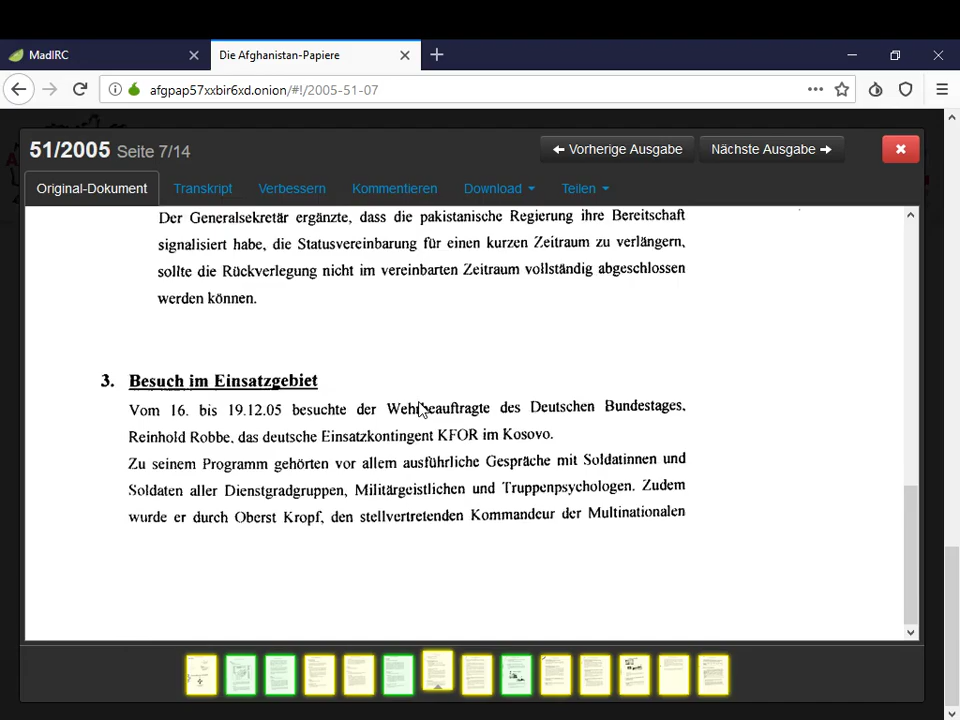 MadIRC
Die Afghanistan-Papiere
afgpap57xxbir6xd.onion/#!/2005-51-07
51/2005 Seite 7/14
Vorherige Ausgabe
Nächste Ausgabe
Original-Dokument
Transkript
Verbessern
Kommentieren
Download
Teilen
Der Generalsekretär ergänzte, dass die pakistanische Regierung ihre Bereitschaft
signalisiert habe, die Statusvereinbarung für einen kurzen Zeitraum zu verlängern,
sollte die Rückverlegung nicht im vereinbarten Zeitraum vollständig abgeschlossen
werden können.
3. Besuch im Einsatzgebiet
Vom 16. bis 19.12.05 besuchte der Wehrbeauftragte des Deutschen Bundestages,
Reinhold Robbe, das deutsche Einsatzkontingent KFOR im Kosovo.
Zu seinem Programm gehörten vor allem ausführliche Gespräche mit Soldatinnen und
Soldaten aller Dienstgradgruppen, Militärgeistlichen und Truppenpsychologen. Zudem
wurde er durch Oberst Kropf, den stellvertretenden Kommandeur der Multinationalen